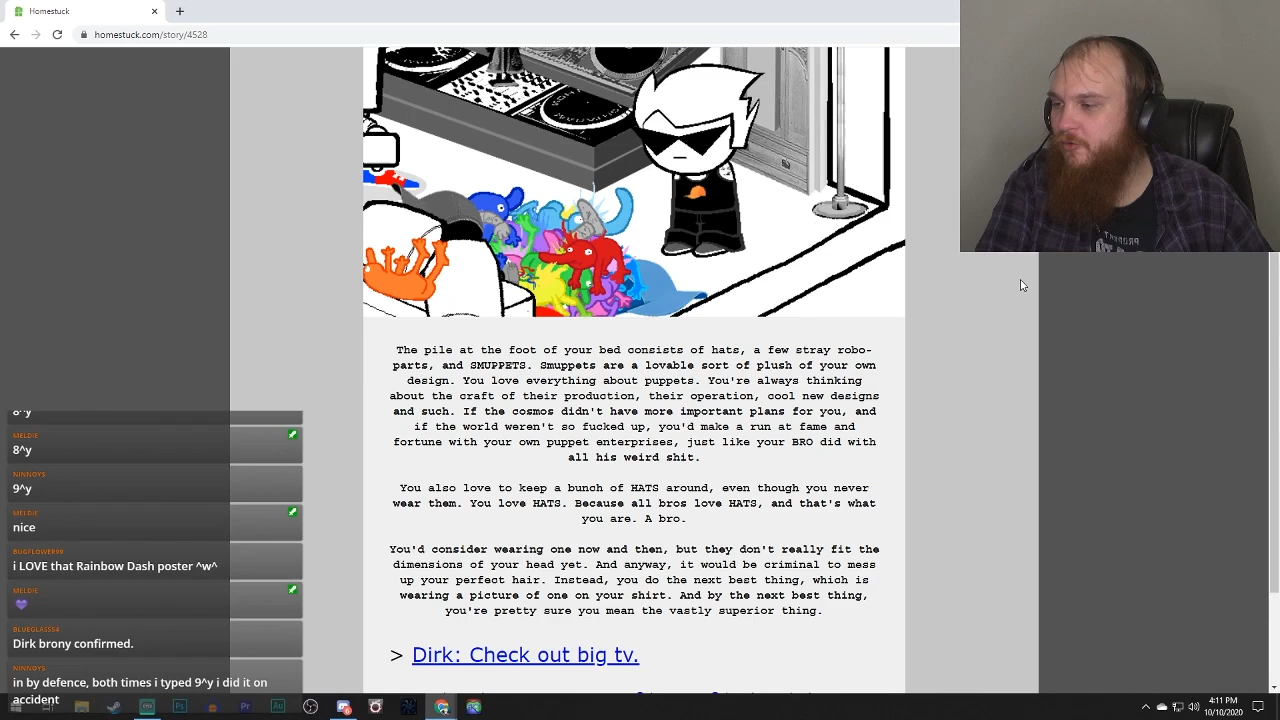 Homestuck
homestuck.com/story/4528
The pile at the foot of your bed consists of hats, a few stray robo-
parts, and SMUPPETS. Smuppets are a lovable sort of plush of your own
design. You love everything about puppets. You're always thinking
about the craft of their production, their operation, cool new designs
and such. If the cosmos didn't have more important plans for you, and
if the world weren't so fucked up, you'd make a run at fame and
fortune with your own puppet enterprises, just like your BRO did with
all his weird shit.
You also love to keep a bunch of HATS around, even though you never
wear them. You love HATS. Because all bros love HATS, and that's what
you are. A bro.
You'd consider wearing one now and then, but they don't really fit the
dimensions of your head yet. And anyway, it would be criminal to mess
up your perfect hair. Instead, you do the next best thing, which is
wearing a picture of one on your shirt. And by the next best thing,
you're pretty sure you mean the vastly superior thing.
> Dirk: Check out big tv.
8^y
MELDIE
8^y
NINNOYS
9^y
MELDIE
nice
BUGFLOWER99
i LOVE that Rainbow Dash poster ^w^
MELDIE
BLUEGLASS54
Dirk brony confirmed.
NINNOYS
in by defence, both times i typed 9^y i did it on
accident
Ps
Pr
Au
4:11 PM
10/10/2020